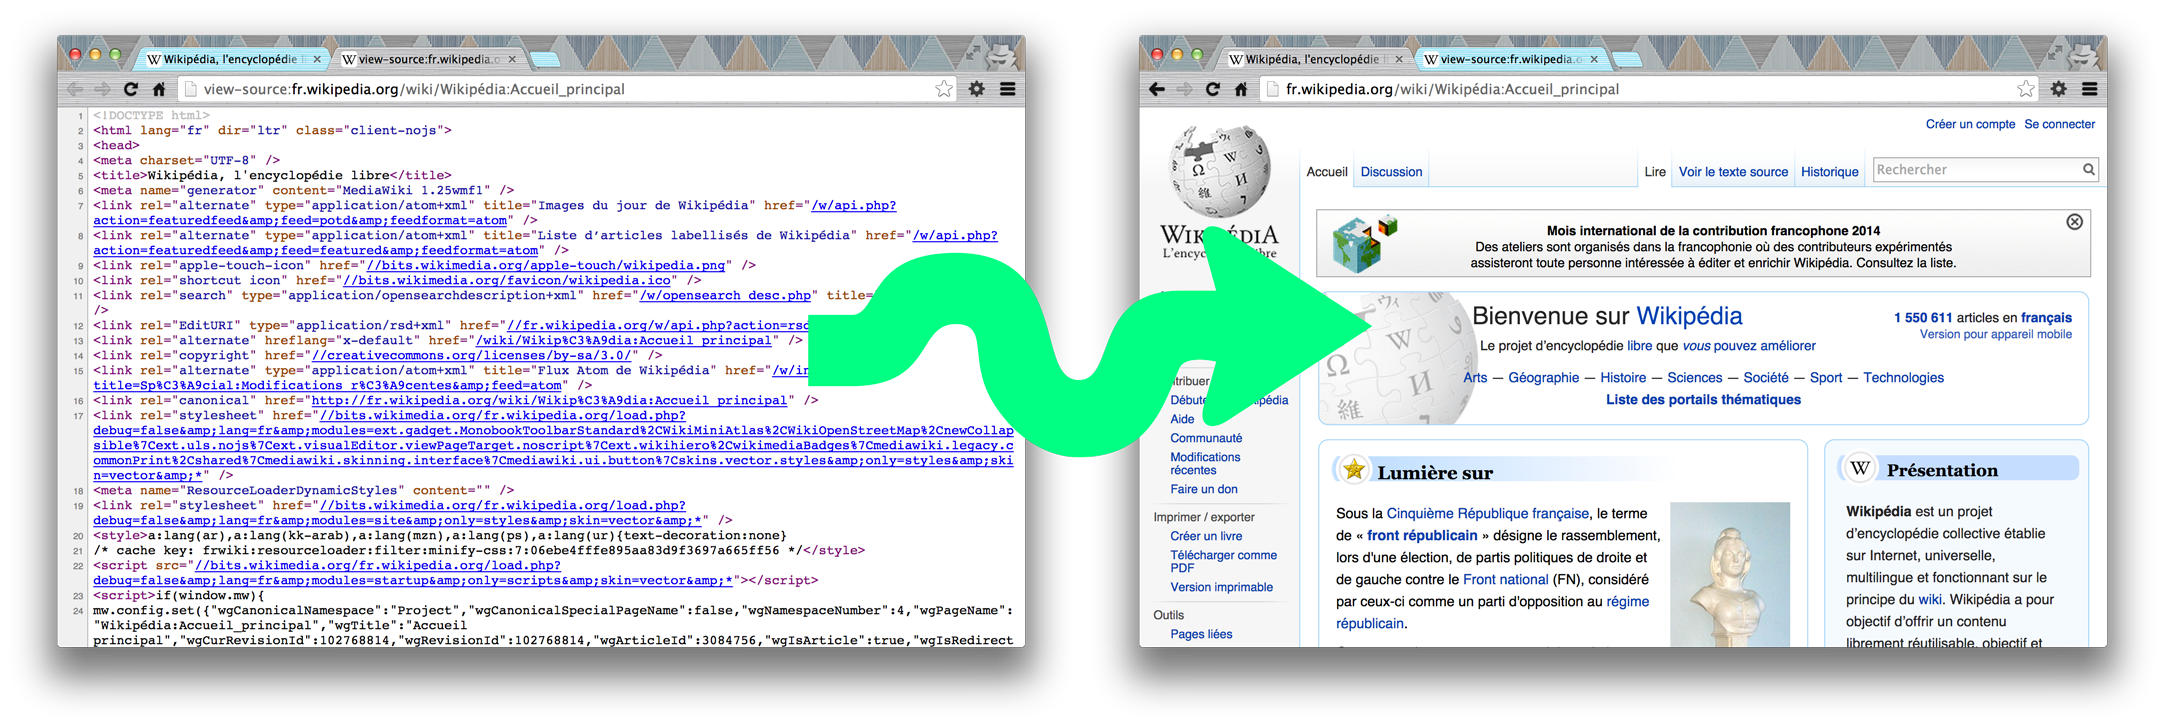 Wikipédia, l'encyclopédie li
view-source:fr.wikipedia.o
view-source:fr.wikipedia.org/wiki/Wikipédia:Accueil_principal
1 <!DOCTYPE html>
2 <html lang="fr" dir="ltr" class="client-nojs">
3 <head>
4 <meta charset="UTF-8" />
5 <title>Wikipédia, l'encyclopédie libre</title>
6 <meta name="generator" content="MediaWiki 1.25wmf1" />
7 <link rel="alternate" type="application/atom+xml" title="Images du jour de Wikipédia" href="/w/api.php?
action=featuredfeed&amp;feed=potd&amp;feedformat=atom" />
8 <link rel="alternate" type="application/atom+xml" title="Liste d'articles labellisés de Wikipédia" href="/w/api.php?
action=featuredfeed&amp;feed=featured&amp;feedformat=atom" />
9 <link rel="apple-touch-icon" href="//bits.wikimedia.org/apple-touch/wikipedia.png" />
10 <link rel="shortcut icon" href="//bits.wikimedia.org/favicon/wikipedia.ico" />
11 <link rel="search" type="application/opensearchdescription+xml" href="/w/opensearch_desc.php"
/>
12 <link rel="EditURI" type="application/rsd+xml" href="//fr.wikipedia.org/w/api.php?action=rsd
13 <link rel="alternate" hreflang="x-default" href="/wiki/Wikip%C3%A9dia:Accueil_principal" />
14 <link rel="copyright" href="//creativecommons.org/licenses/by-sa/3.0/" />
15 <link rel="alternate" type="application/atom+xml" title="Flux Atom de Wikipédia" href="/w/in
title=Sp%C3%A9cial:Modifications_r%C3%A9centes&amp;feed=atom" />
16 <link rel="canonical" href="http://fr.wikipedia.org/wiki/Wikip%C3%A9dia:Accueil_principal" />
17 <link rel="stylesheet" href="//bits.wikimedia.org/fr.wikipedia.org/load.php?
debug=false&amp;lang=fr&amp;modules=ext.gadget.MonobookToolbarStandard%2CWikiMiniAtlas%2CWikiOpenStreetMap%2CnewCollap
sible%7Cext.uls.nojs%7Cext.visualEditor.viewPageTarget.noscript%7Cext.wikihiero%2CwikimediaBadges%7Cmediawiki.legacy.c
ommonPrint%2Cshared%7Cmediawiki.skinning.interface%7Cmediawiki.ui.button%7Cskins.vector.styles&amp;only=styles&amp;ski
n=vector&amp;*" />
18 <meta name="ResourceLoaderDynamicStyles" content="" />
19 <link rel="stylesheet" href="//bits.wikimedia.org/fr.wikipedia.org/load.php?
debug=false&amp;lang=fr&amp;modules=site&amp;only=styles&amp;skin=vector&amp;*" />
20 <style>a:lang(ar),a:lang(kk-arab),a:lang(mzn),a:lang(ps),a:lang(ur){text-decoration:none}
21 /* cache key: frwiki:resourceloader:filter:minify-css:7:06ebe4fffe895aa83d9f3697a665ff56 */</style>
22 <script src="//bits.wikimedia.org/fr.wikipedia.org/load.php?
debug=false&amp;lang=fr&amp;modules=startup&amp;only=scripts&amp;skin=vector&amp;*"></script>
23 <script>if(window.mw){
24 mw.config.set({"wgCanonicalNamespace":"Project","wgCanonicalSpecialPageName":false,"wgNamespaceNumber":4,"wgPageName":
"Wikipédia:Accueil_principal","wgTitle":"Accueil
principal","wgCurRevisionId":102768814,"wgRevisionId":102768814,"wgArticleId":3084756,"wgIsArticle":true,"wgIsRedirect
Wikipédia, l'encyclopédie li
view-source:fr.wikipedia.o
fr.wikipedia.org/wiki/Wikipédia:Accueil_principal
Créer un compte Se connecter
Accueil Discussion Lire Voir le texte source Historique Rechercher
WIKIPÉDIA
Mois international de la contribution francophone 2014
Des ateliers sont organisés dans la francophonie où des contributeurs expérimentés
assisteront toute personne intéressée à éditer et enrichir Wikipédia. Consultez la liste.
Bienvenue sur Wikipédia
Le projet d'encyclopédie libre que vous pouvez améliorer
1 550 611 articles en français
Version pour appareil mobile
Arts — Géographie — Histoire — Sciences — Société — Sport — Technologies
Liste des portails thématiques
Aide
Communauté
Modifications
récentes
Faire un don
Imprimer / exporter
Créer un livre
Télécharger comme
PDF
Version imprimable
Outils
Pages liées
Lumière sur
Sous la Cinquième République française, le terme
de « front républicain » désigne le rassemblement,
lors d'une élection, de partis politiques de droite et
de gauche contre le Front national (FN), considéré
par ceux-ci comme un parti d'opposition au régime
républicain.
Présentation
Wikipédia est un projet
d'encyclopédie collective établie
sur Internet, universelle,
multilingue et fonctionnant sur le
principe du wiki. Wikipédia a pour
objectif d'offrir un contenu
librement réutilisable, objectif et